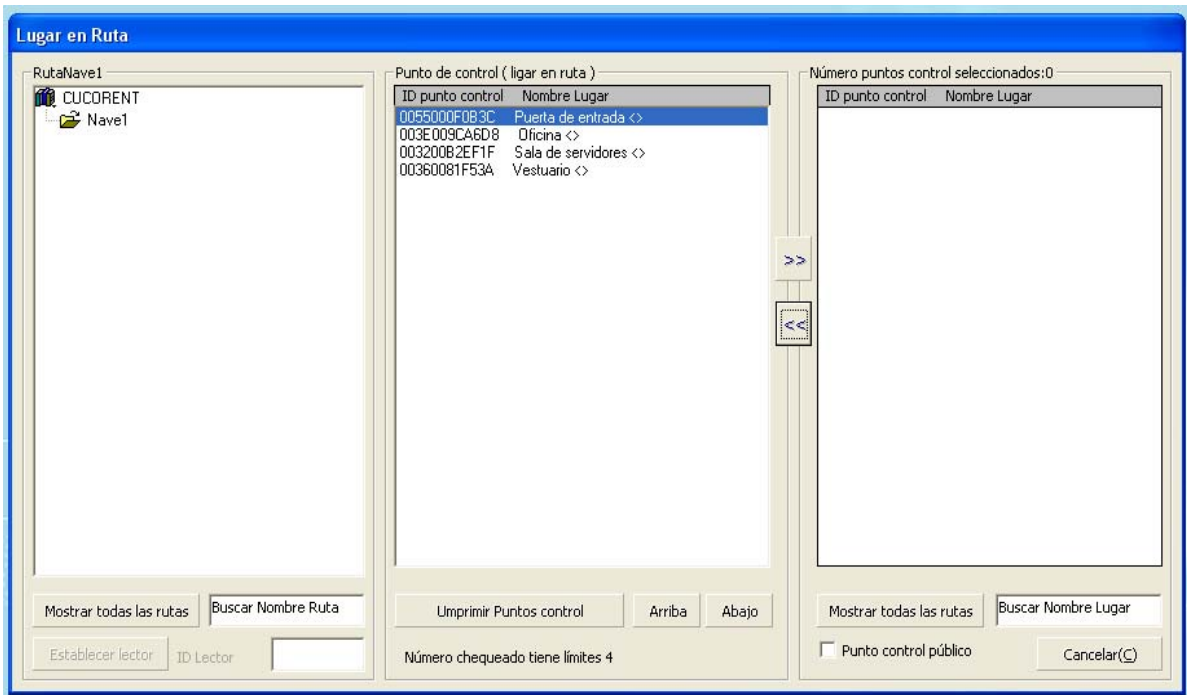 Lugar en Ruta
RutaNave1
CUCORENT
Nave1
Mostrar todas las rutas
Buscar Nombre Ruta
Establecer lector
ID Lector
Punto de control ( ligar en ruta )
ID punto control Nombre Lugar
0055000F0B3C Puerta de entrada <>
003E009CA6D8 Oficina <>
003200B2EF1F Sala de servidores <>
00360081F53A Vestuario <>
Umprimir Puntos control
Arriba
Abajo
Número chequeado tiene límites 4
>>
<<
Número puntos control seleccionados:0
ID punto control Nombre Lugar
Mostrar todas las rutas
Buscar Nombre Lugar
Punto control público
Cancelar(C)